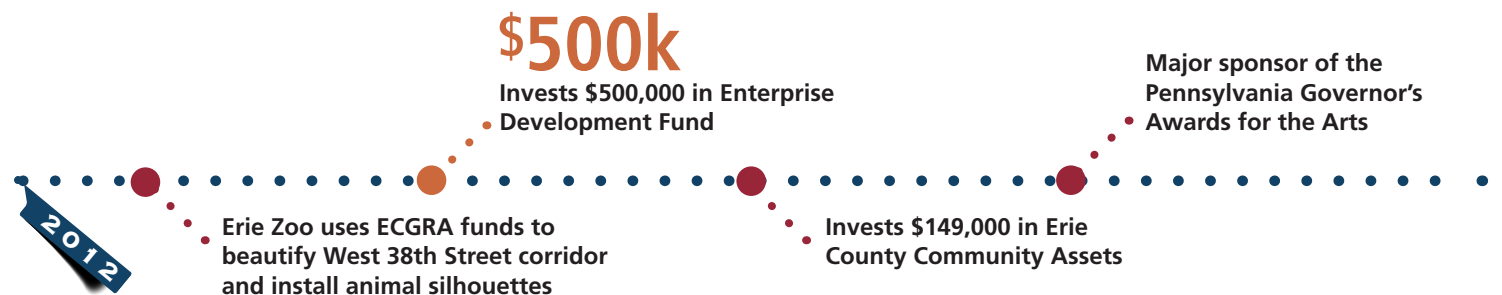 2012
Erie Zoo uses ECGRA funds to
beautify West 38th Street corridor
and install animal silhouettes
$500k
Invests $500,000 in Enterprise
Development Fund
Invests $149,000 in Erie
County Community Assets
Major sponsor of the
Pennsylvania Governor's
Awards for the Arts